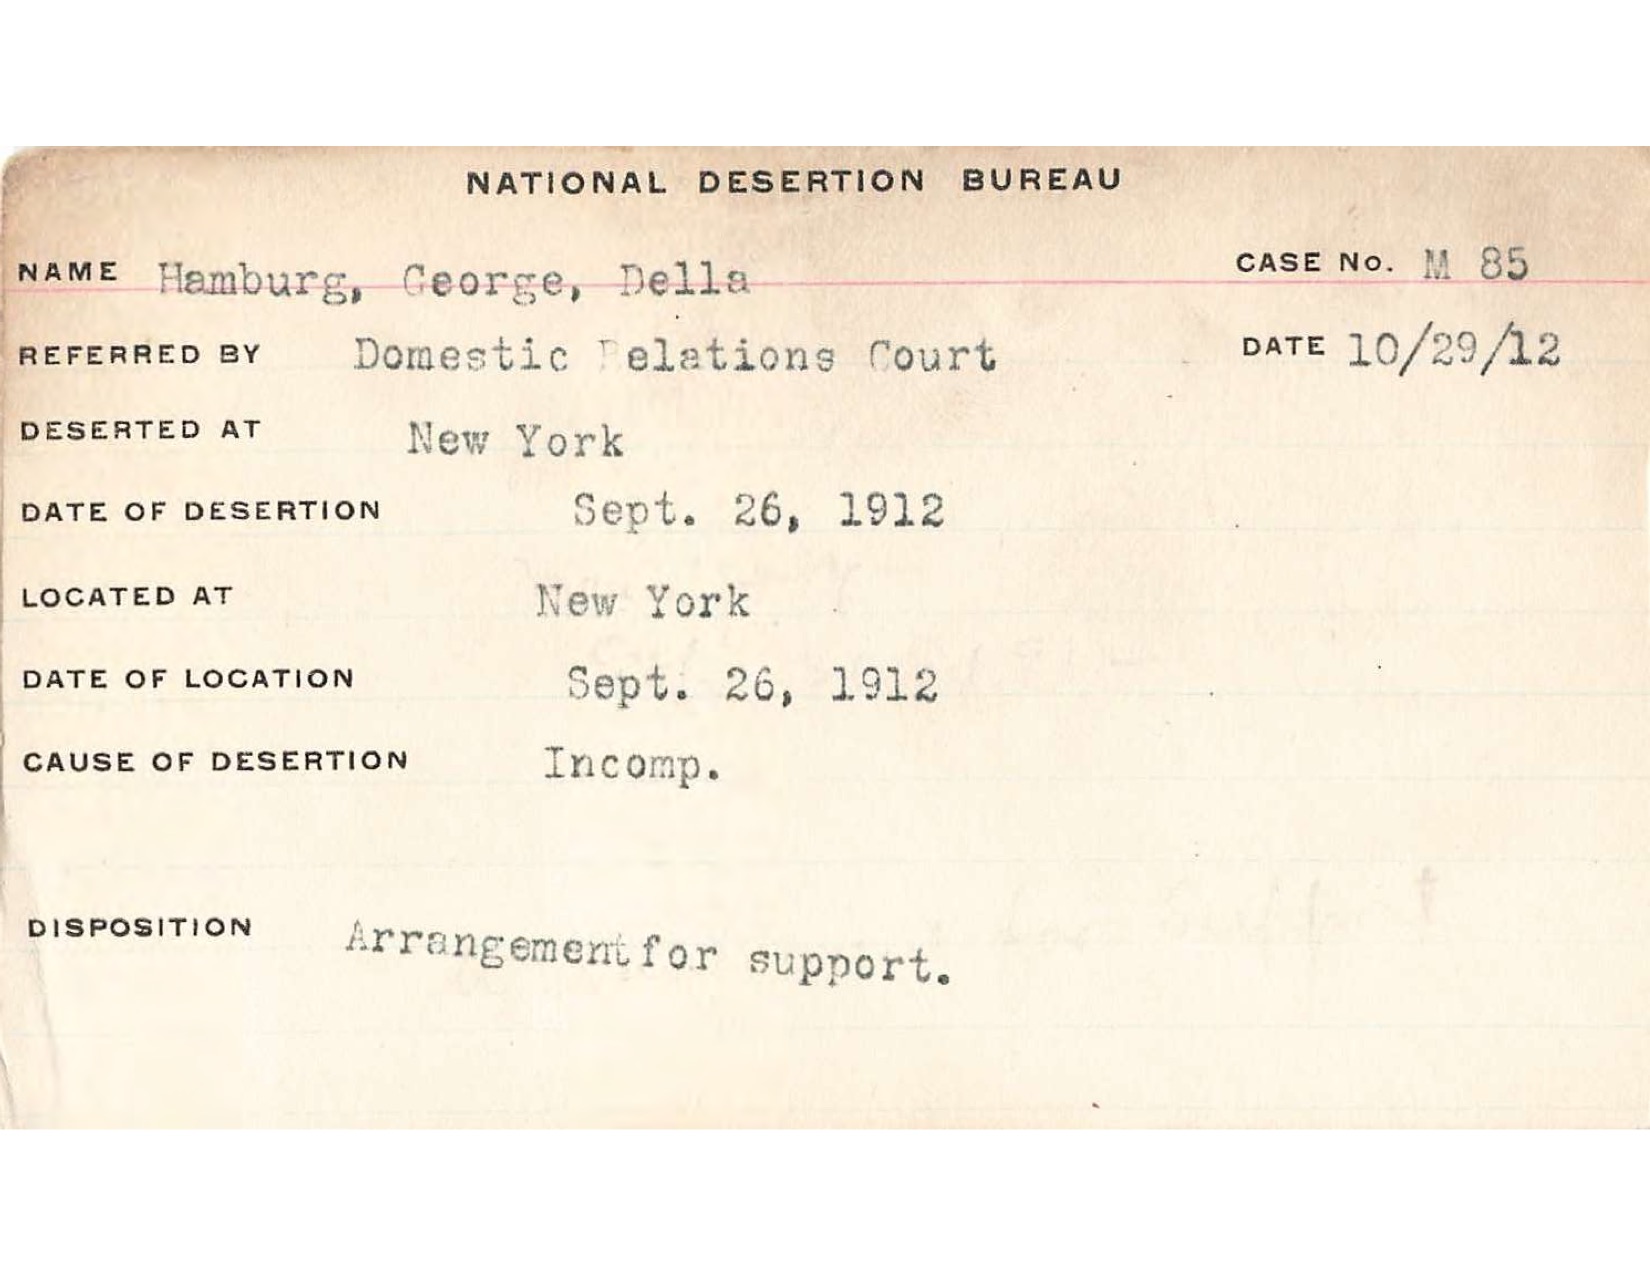 NATIONAL DESERTION BUREAU
NAME Hamburg, George, Della CASE No. M 85
REFERRED BY Domestic Relations Court DATE 10/29/12
DESERTED AT New York
DATE OF DESERTION Sept. 26, 1912
LOCATED AT New York
DATE OF LOCATION Sept. 26, 1912
CAUSE OF DESERTION Incomp.
DISPOSITION Arrangement for support.